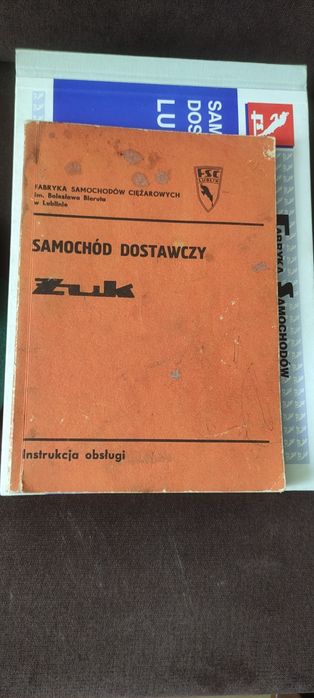 FABRYKA SAMOCHODÓW CIĘŻAROWYCH
im. Bolesława Bieruta
w Lublinie
FSC
LUBLIN
SAMOCHÓD DOSTAWCZY
Żuk
Instrukcja obsługi
SAM
DOS
LU
FABRYKA SAMOCHODÓW